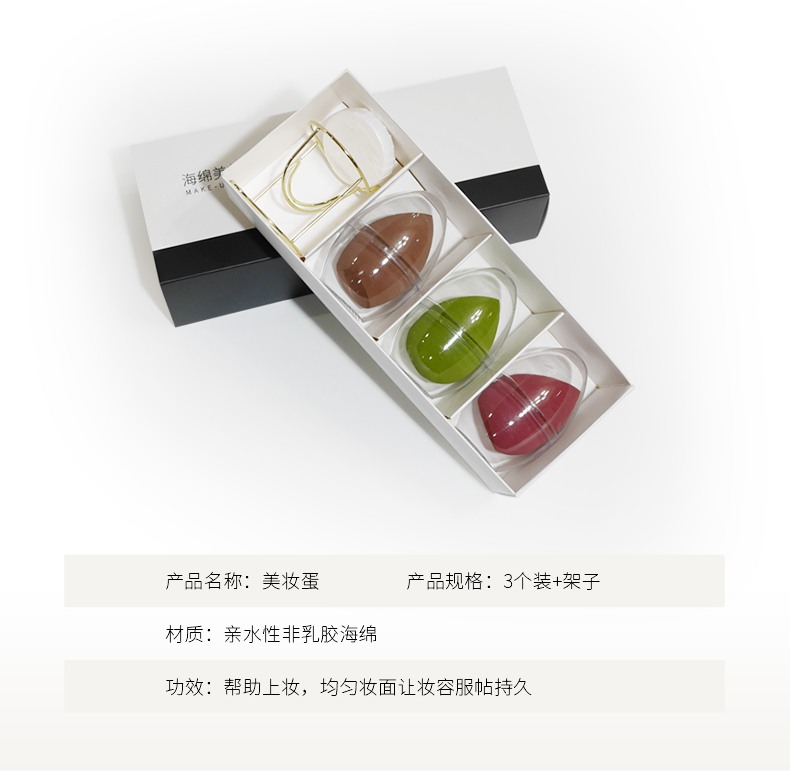 海绵美
MAKE-U
产品名称：美妆蛋 产品规格：3个装+架子
材质：亲水性非乳胶海绵
功效：帮助上妆，均匀妆面让妆容服帖持久